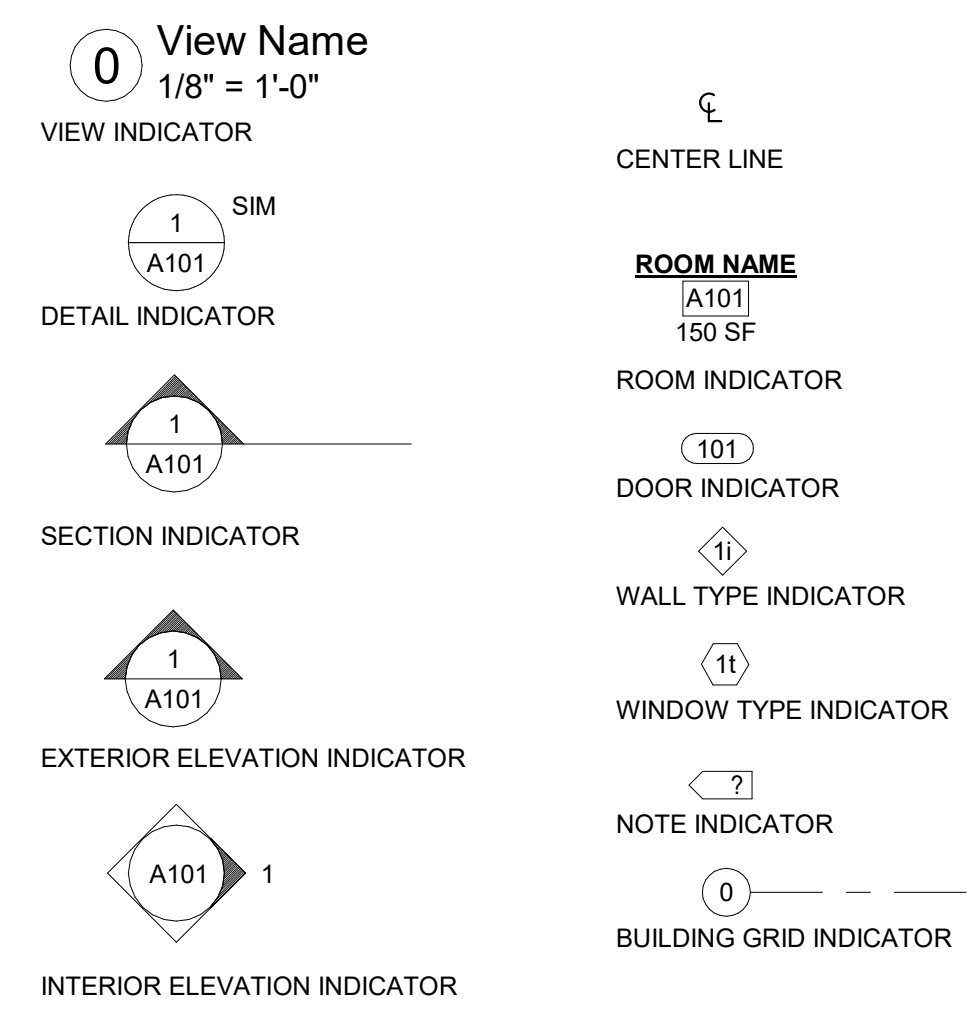 0
View Name
1/8" = 1'-0"
VIEW INDICATOR
1
SIM
A101
DETAIL INDICATOR
1
A101
SECTION INDICATOR
1
A101
EXTERIOR ELEVATION INDICATOR
A101
1
INTERIOR ELEVATION INDICATOR
℄
CENTER LINE
ROOM NAME
A101
150 SF
ROOM INDICATOR
101
DOOR INDICATOR
1i
WALL TYPE INDICATOR
1t
WINDOW TYPE INDICATOR
?
NOTE INDICATOR
0
BUILDING GRID INDICATOR